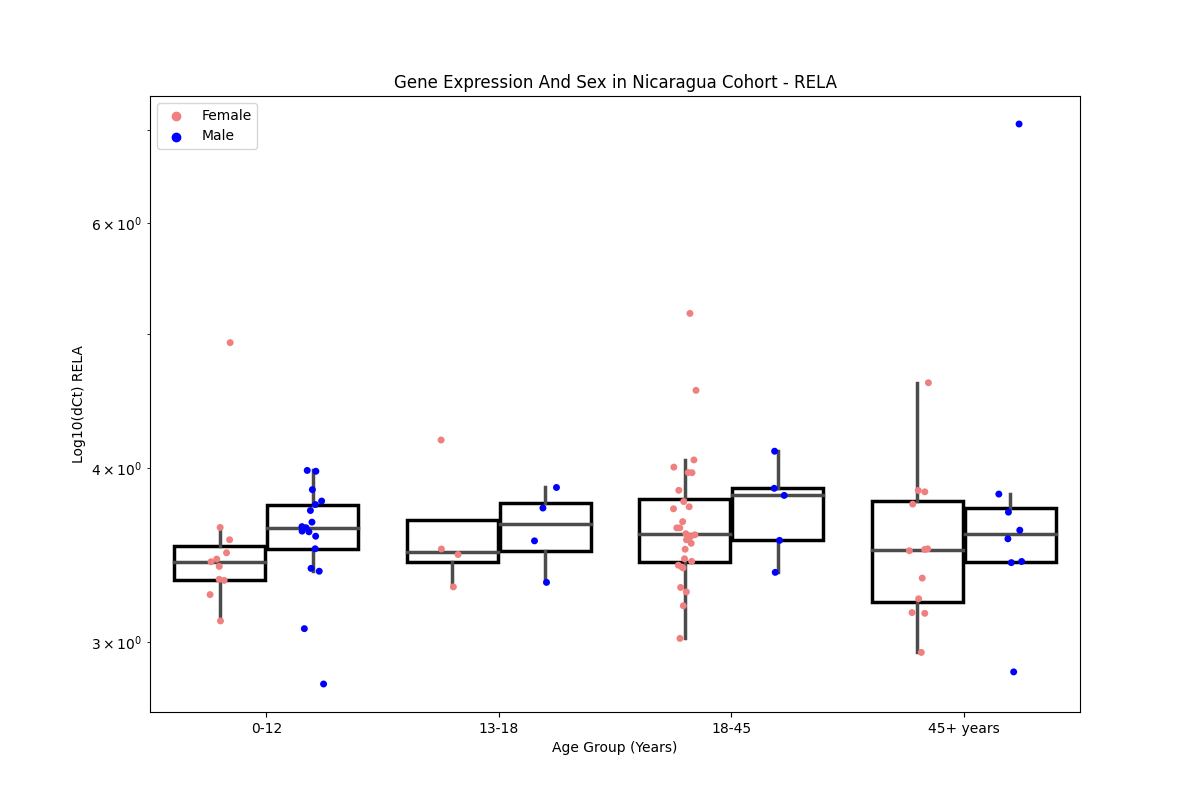 Gene Expression And Sex in Nicaragua Cohort - RELA
Female
Male
6 × 10⁰
4 × 10⁰
3 × 10⁰
Log10(dCt) RELA
0-12
13-18
18-45
45+ years
Age Group (Years)